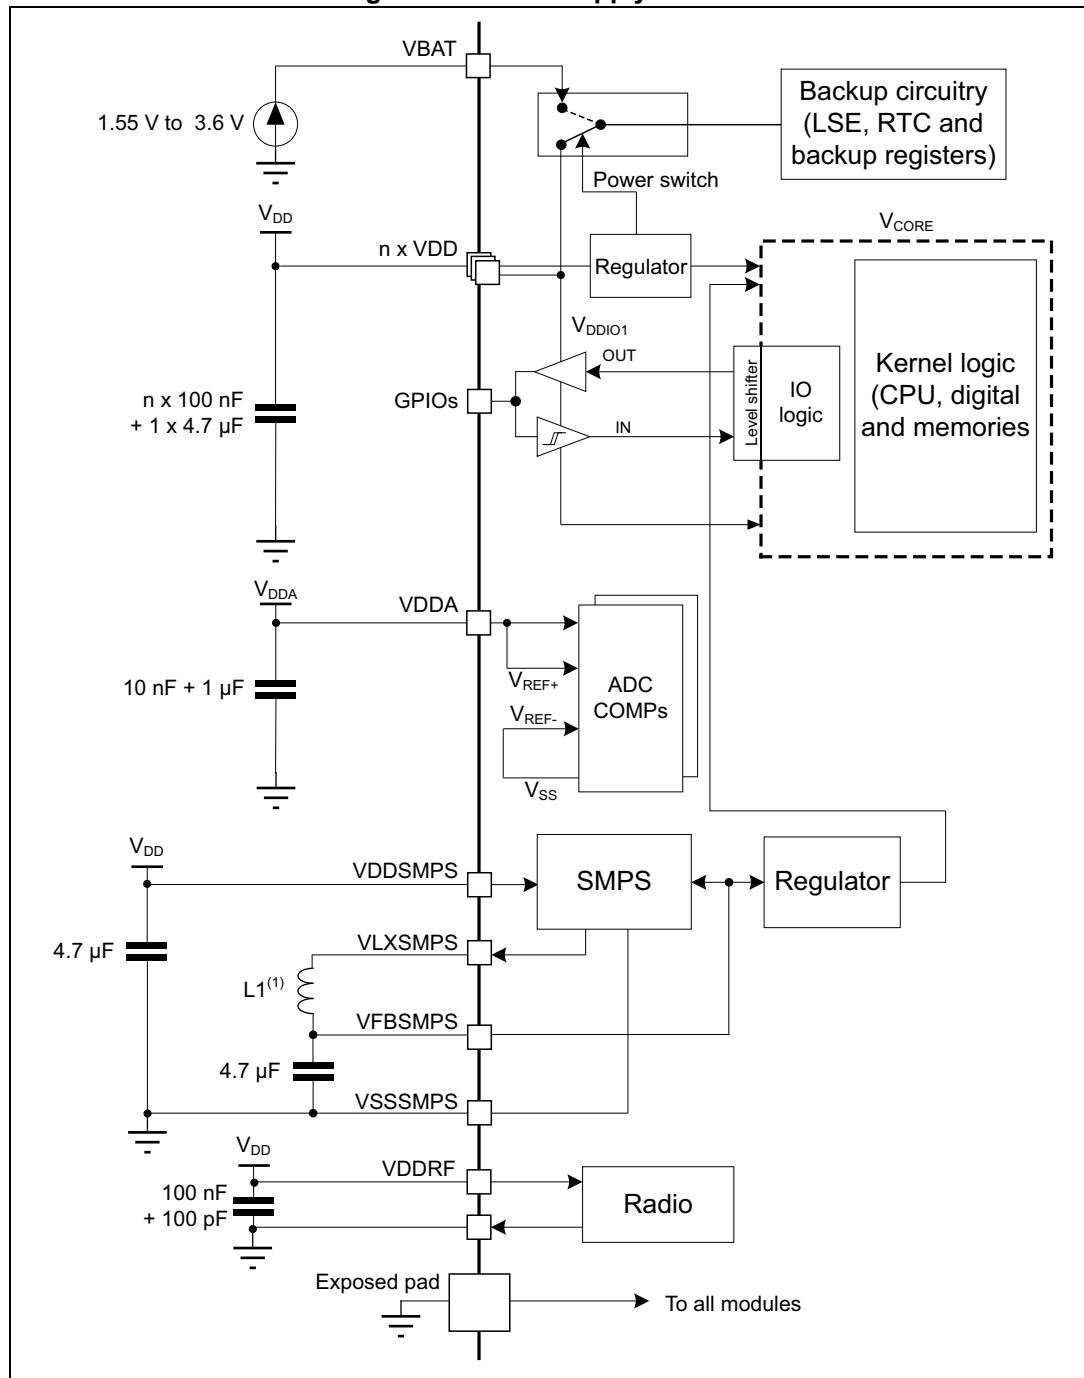 VBAT
1.55 V to 3.6 V
Backup circuitry
(LSE, RTC and
backup registers)
Power switch
VDD
n x VDD
Regulator
VCORE
VDDIO1
OUT
GPIOs
IN
n x 100 nF
+ 1 x 4.7 µF
Level shifter
IO
logic
Kernel logic
(CPU, digital
and memories
VDDA
VDDA
10 nF + 1 µF
VREF+
VREF-
VSS
ADC
COMPs
VDD
VDDSMPS
SMPS
Regulator
4.7 µF
VLXSMPS
L1(1)
VFBSMPS
4.7 µF
VSSSMPS
VDD
VDDRF
100 nF
+ 100 pF
Radio
Exposed pad
To all modules